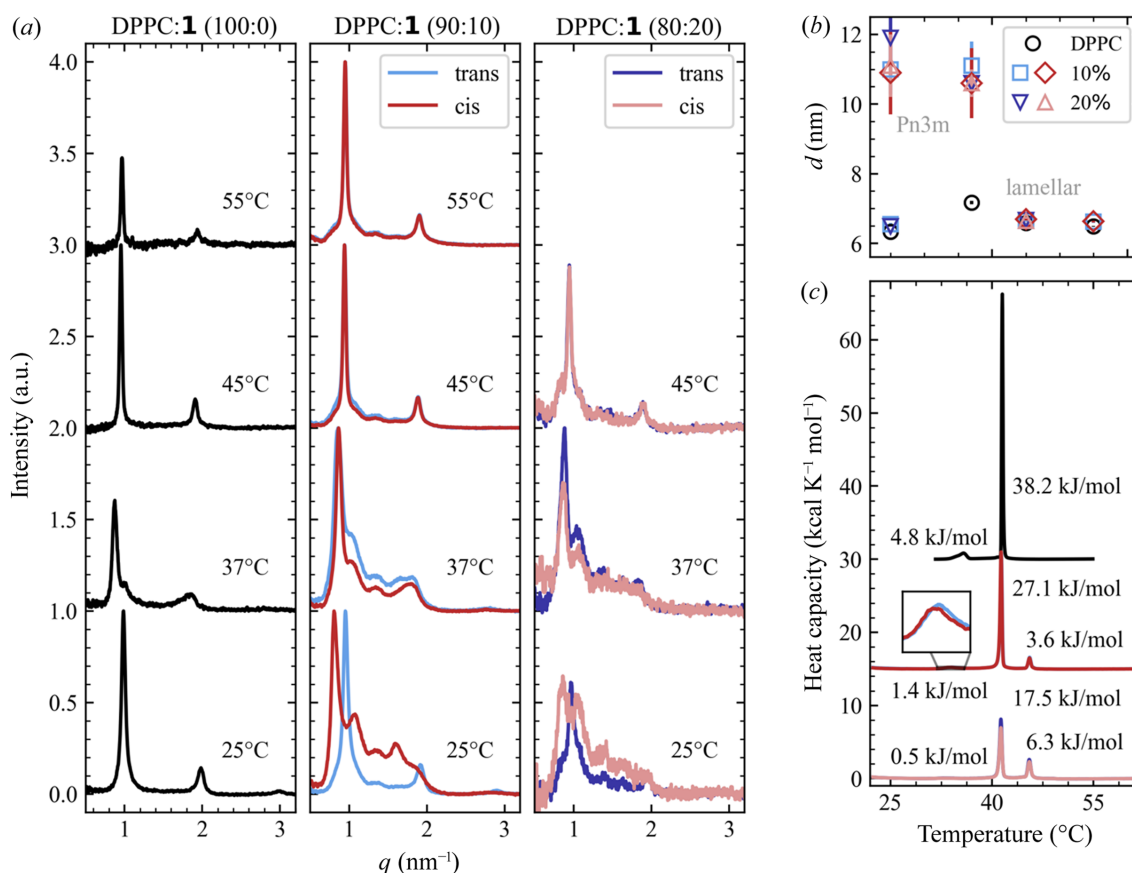 (a)
DPPC:1 (100:0)
DPPC:1 (90:10)
DPPC:1 (80:20)
Intensity (a.u.)
4.0
3.5
3.0
2.5
2.0
1.5
1.0
0.5
0.0
55°C
45°C
37°C
25°C
trans
cis
55°C
45°C
37°C
25°C
trans
cis
45°C
37°C
25°C
1 2 3
1 2 3
1 2 3
q (nm⁻¹)
(b)
d (nm)
12
10
8
6
DPPC
10%
20%
Pn3m
lamellar
(c)
Heat capacity (kcal K⁻¹ mol⁻¹)
60
50
40
30
20
10
0
38.2 kJ/mol
4.8 kJ/mol
27.1 kJ/mol
3.6 kJ/mol
1.4 kJ/mol
17.5 kJ/mol
0.5 kJ/mol
6.3 kJ/mol
25 40 55
Temperature (°C)